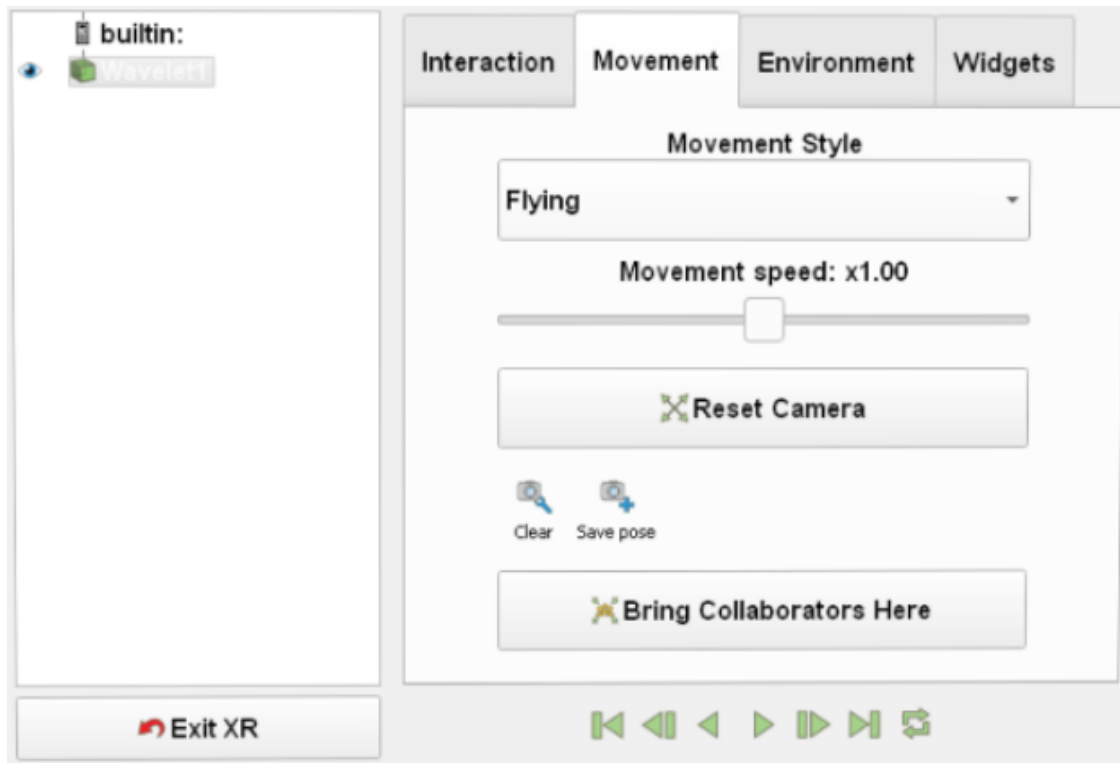 builtin:
Wavelet1
Interaction Movement Environment Widgets
Movement Style
Flying
Movement speed: x1.00
Reset Camera
Clear Save pose
Bring Collaborators Here
Exit XR